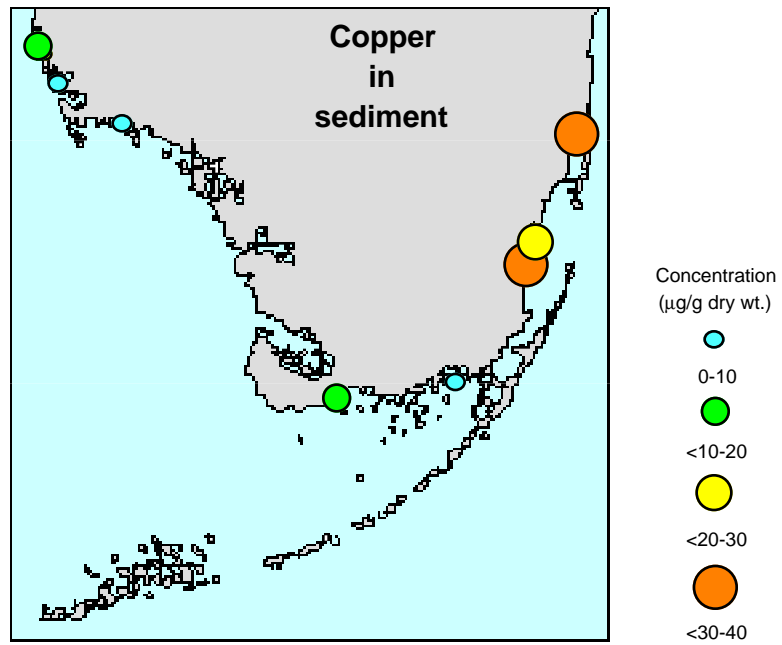 Copper
in
sediment
Concentration
(μg/g dry wt.)
0-10
<10-20
<20-30
<30-40